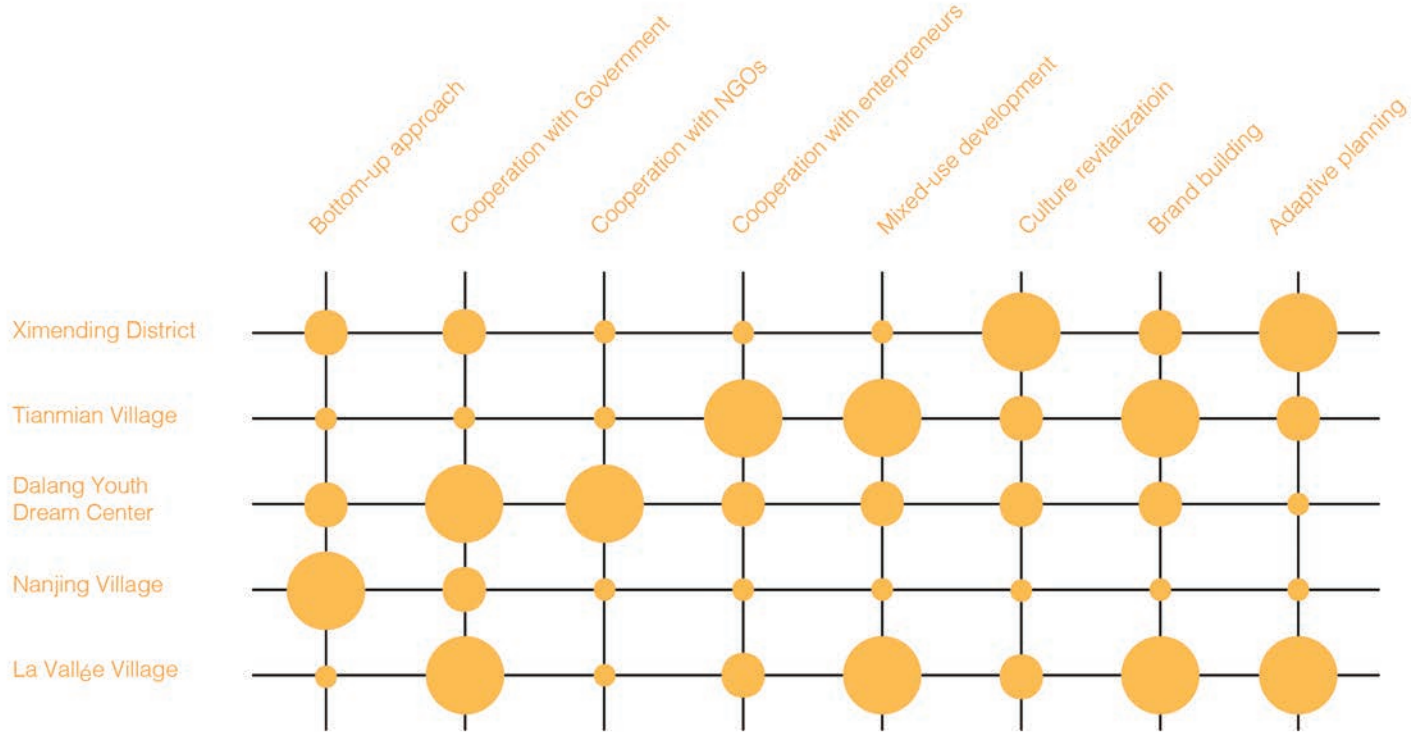 Bottom-up approach
Cooperation with Government
Cooperation with NGOs
Cooperation with enterpreneurs
Mixed-use development
Culture revitalizatioin
Brand building
Adaptive planning
Ximending District
Tianmian Village
Dalang Youth
Dream Center
Nanjing Village
La Vallée Village